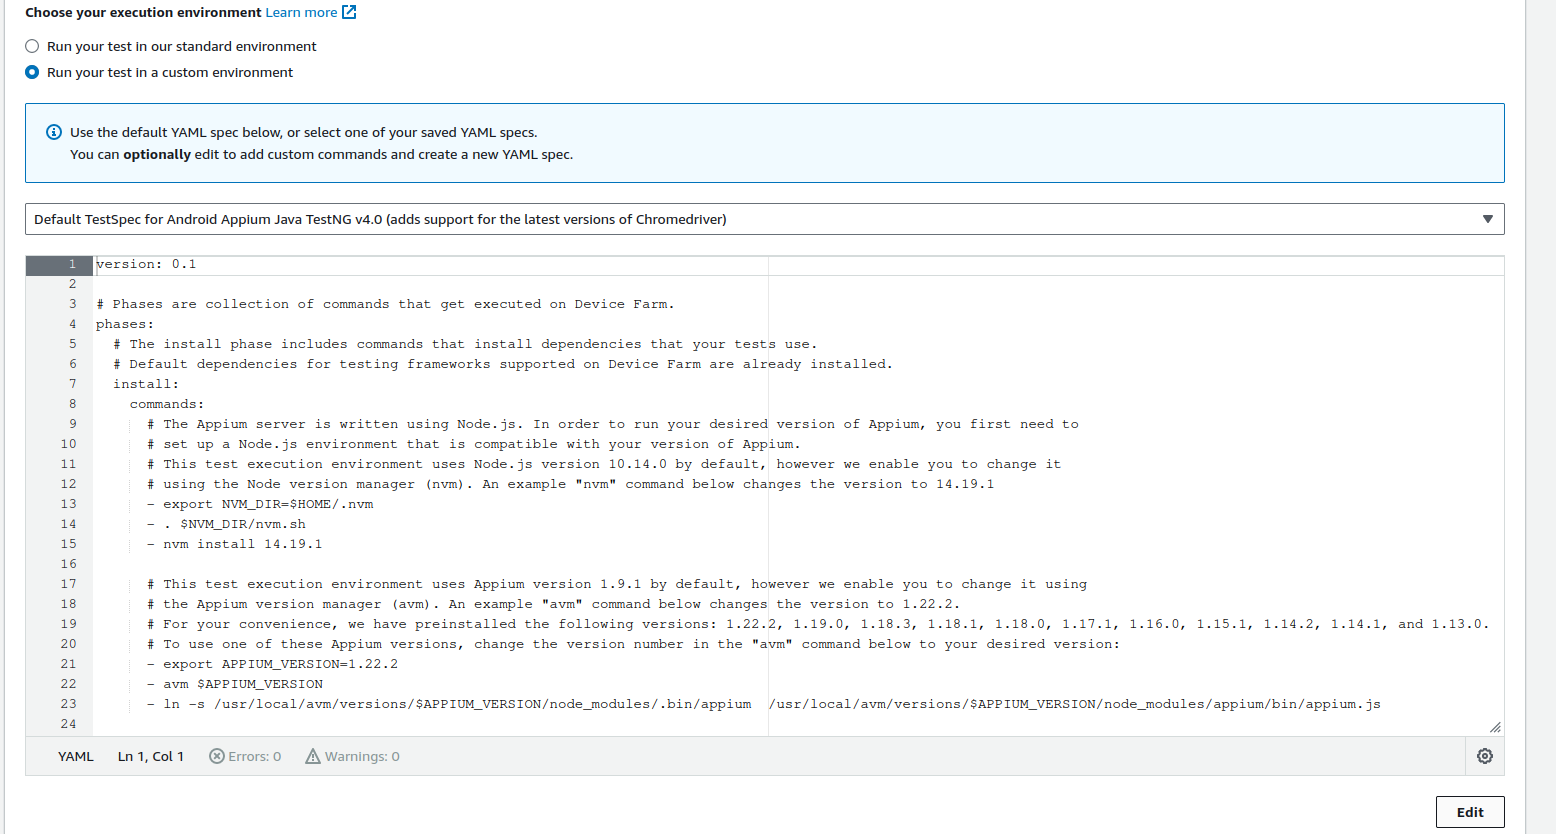 Choose your execution environment Learn more
Run your test in our standard environment
Run your test in a custom environment
Use the default YAML spec below, or select one of your saved YAML specs.
You can optionally edit to add custom commands and create a new YAML spec.
Default TestSpec for Android Appium Java TestNG v4.0 (adds support for the latest versions of Chromedriver)
1 version: 0.1
2
3 # Phases are collection of commands that get executed on Device Farm.
4 phases:
5 # The install phase includes commands that install dependencies that your tests use.
6 # Default dependencies for testing frameworks supported on Device Farm are already installed.
7 install:
8 commands:
9 # The Appium server is written using Node.js. In order to run your desired version of Appium, you first need to
10 # set up a Node.js environment that is compatible with your version of Appium.
11 # This test execution environment uses Node.js version 10.14.0 by default, however we enable you to change it
12 # using the Node version manager (nvm). An example "nvm" command below changes the version to 14.19.1
13 - export NVM_DIR=$HOME/.nvm
14 - . $NVM_DIR/nvm.sh
15 - nvm install 14.19.1
16
17 # This test execution environment uses Appium version 1.9.1 by default, however we enable you to change it using
18 # the Appium version manager (avm). An example "avm" command below changes the version to 1.22.2.
19 # For your convenience, we have preinstalled the following versions: 1.22.2, 1.19.0, 1.18.3, 1.18.1, 1.18.0, 1.17.1, 1.16.0, 1.15.1, 1.14.2, 1.14.1, and 1.13.0.
20 # To use one of these Appium versions, change the version number in the "avm" command below to your desired version:
21 - export APPIUM_VERSION=1.22.2
22 - avm $APPIUM_VERSION
23 - ln -s /usr/local/avm/versions/$APPIUM_VERSION/node_modules/.bin/appium /usr/local/avm/versions/$APPIUM_VERSION/node_modules/appium/bin/appium.js
24
YAML Ln 1, Col 1 Errors: 0 Warnings: 0
Edit